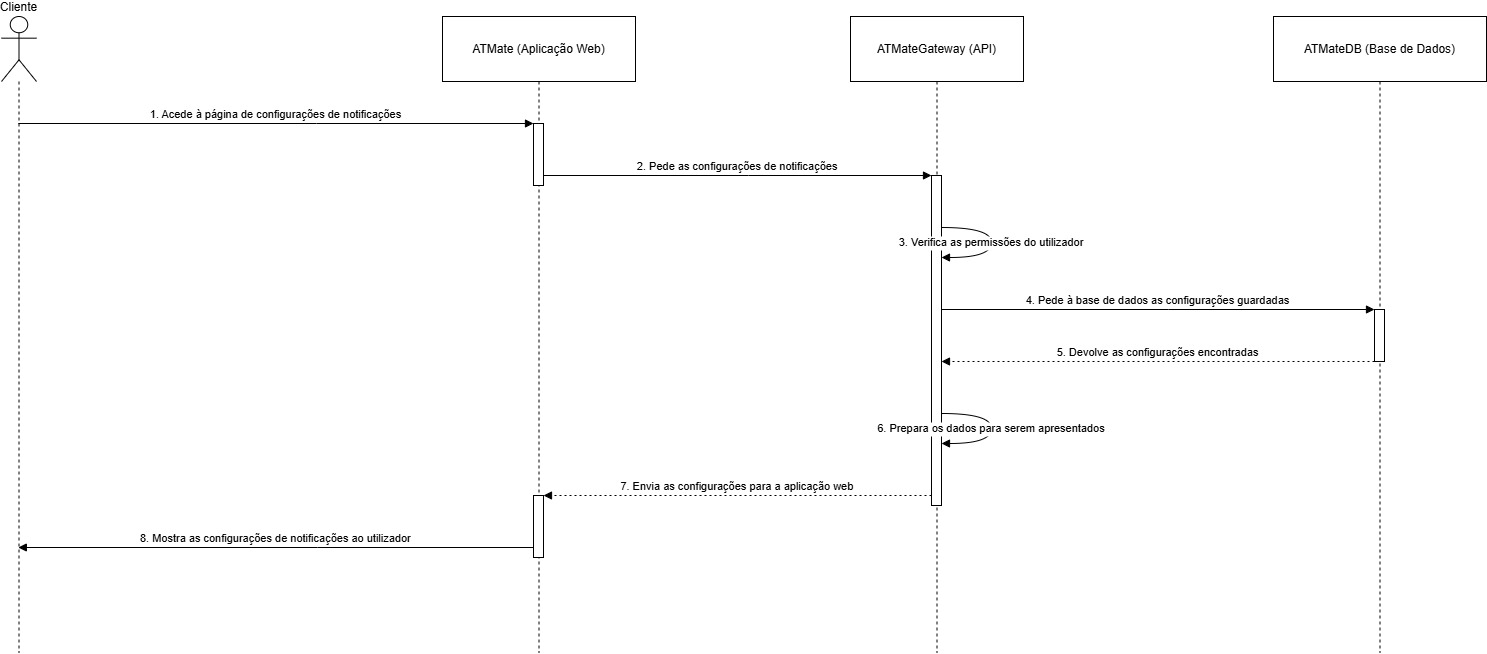 Cliente
ATMate (Aplicação Web)
ATMateGateway (API)
ATMateDB (Base de Dados)
1. Acede à página de configurações de notificações
2. Pede as configurações de notificações
3. Verifica as permissões do utilizador
4. Pede à base de dados as configurações guardadas
5. Devolve as configurações encontradas
6. Prepara os dados para serem apresentados
7. Envia as configurações para a aplicação web
8. Mostra as configurações de notificações ao utilizador